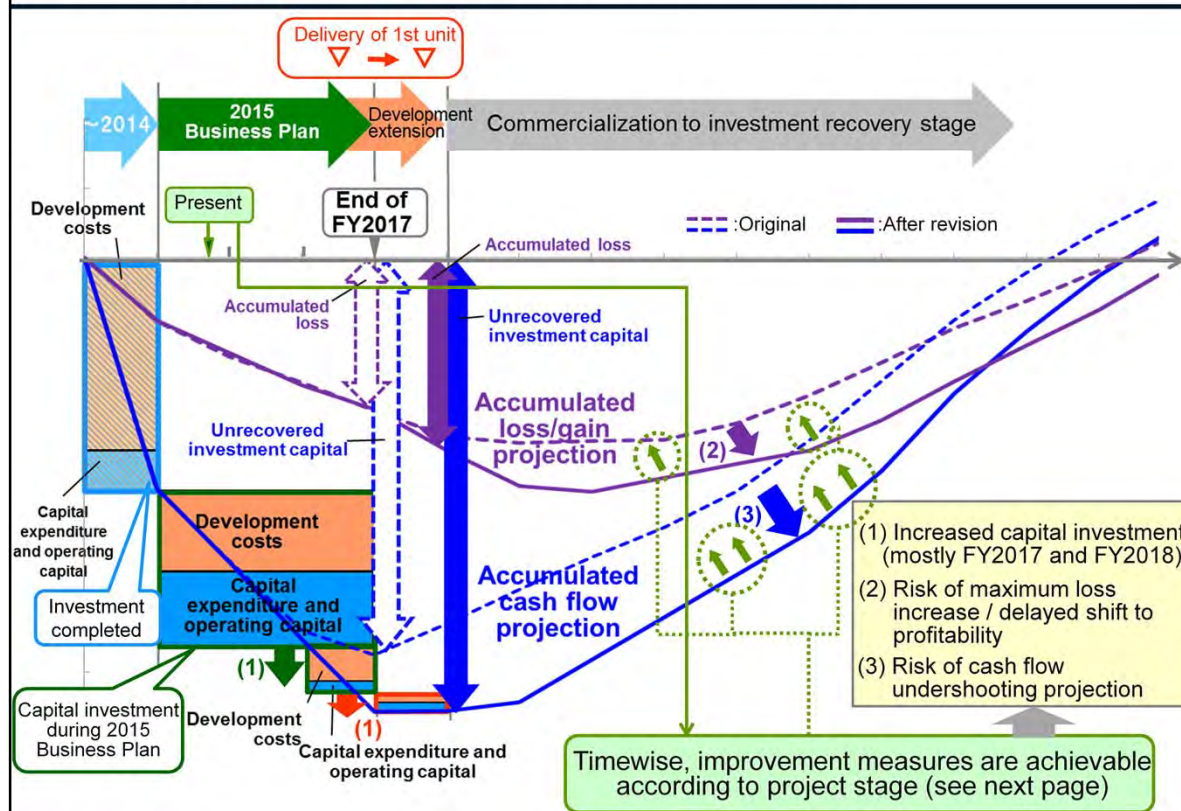 Delivery of 1st unit
~2014
2015
Business Plan
Development
extension
Commercialization to investment recovery stage
Present
End of
FY2017
:Original
:After revision
Development
costs
Accumulated loss
Accumulated
loss
Unrecovered
investment capital
Unrecovered
investment capital
Accumulated
loss/gain
projection
(2)
Capital
expenditure
and operating
capital
Development
costs
Capital
expenditure and
operating capital
Investment
completed
(1)
Accumulated
cash flow
projection
(3)
Capital investment
during 2015
Business Plan
Development
costs
(1)
Capital expenditure and
operating capital
(1) Increased capital investment
(mostly FY2017 and FY2018)
(2) Risk of maximum loss
increase / delayed shift to
profitability
(3) Risk of cash flow
undershooting projection
Timewise, improvement measures are achievable
according to project stage (see next page)